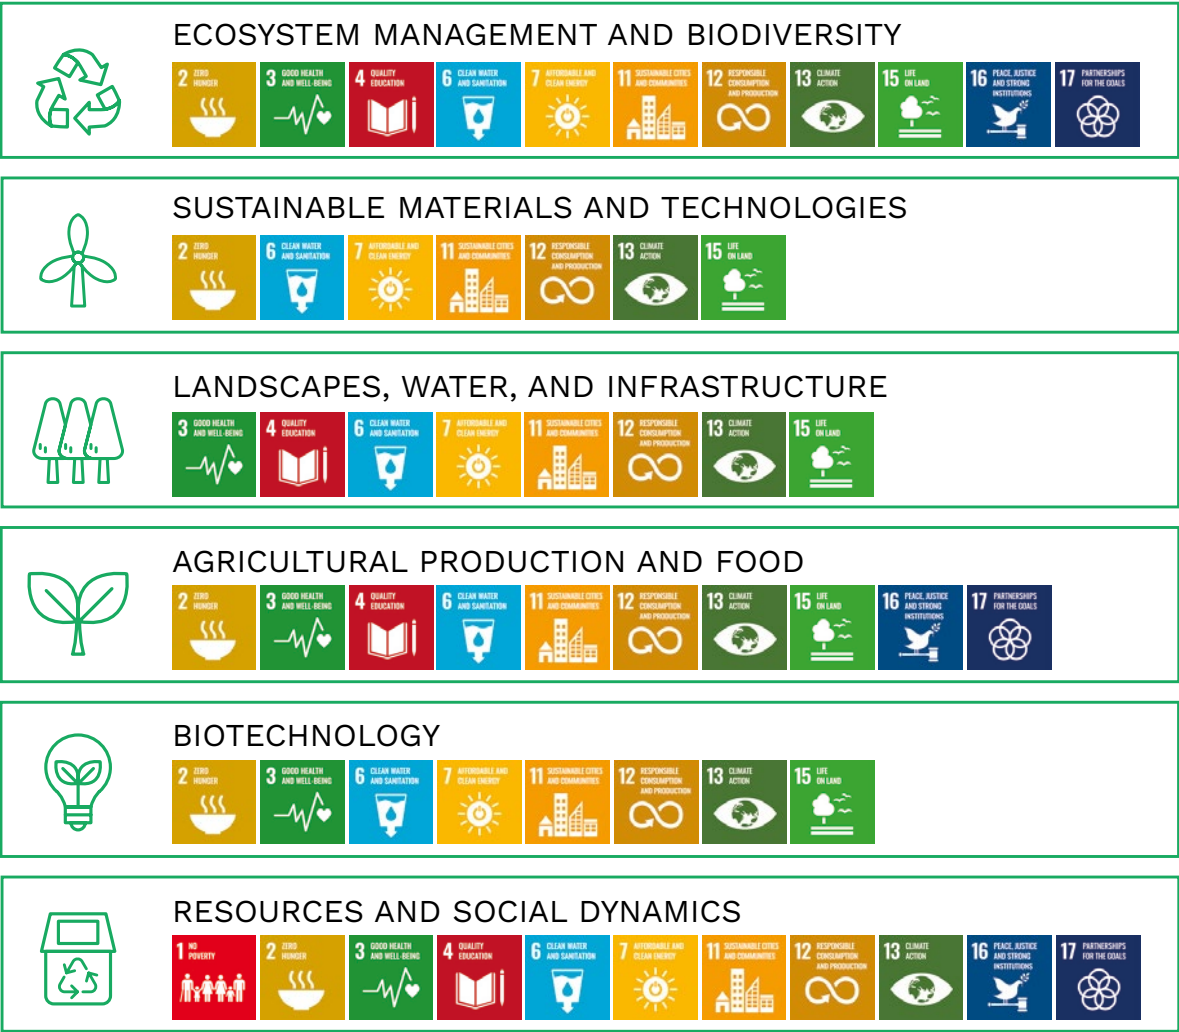 ECOSYSTEM MANAGEMENT AND BIODIVERSITY
2 ZERO HUNGER
3 GOOD HEALTH AND WELL-BEING
4 QUALITY EDUCATION
6 CLEAN WATER AND SANITATION
7 AFFORDABLE AND CLEAN ENERGY
11 SUSTAINABLE CITIES AND COMMUNITIES
12 RESPONSIBLE CONSUMPTION AND PRODUCTION
13 CLIMATE ACTION
15 LIFE ON LAND
16 PEACE, JUSTICE AND STRONG INSTITUTIONS
17 PARTNERSHIPS FOR THE GOALS
SUSTAINABLE MATERIALS AND TECHNOLOGIES
2 ZERO HUNGER
6 CLEAN WATER AND SANITATION
7 AFFORDABLE AND CLEAN ENERGY
11 SUSTAINABLE CITIES AND COMMUNITIES
12 RESPONSIBLE CONSUMPTION AND PRODUCTION
13 CLIMATE ACTION
15 LIFE ON LAND
LANDSCAPES, WATER, AND INFRASTRUCTURE
3 GOOD HEALTH AND WELL-BEING
4 QUALITY EDUCATION
6 CLEAN WATER AND SANITATION
7 AFFORDABLE AND CLEAN ENERGY
11 SUSTAINABLE CITIES AND COMMUNITIES
12 RESPONSIBLE CONSUMPTION AND PRODUCTION
13 CLIMATE ACTION
15 LIFE ON LAND
AGRICULTURAL PRODUCTION AND FOOD
2 ZERO HUNGER
3 GOOD HEALTH AND WELL-BEING
4 QUALITY EDUCATION
6 CLEAN WATER AND SANITATION
11 SUSTAINABLE CITIES AND COMMUNITIES
12 RESPONSIBLE CONSUMPTION AND PRODUCTION
13 CLIMATE ACTION
15 LIFE ON LAND
16 PEACE, JUSTICE AND STRONG INSTITUTIONS
17 PARTNERSHIPS FOR THE GOALS
BIOTECHNOLOGY
2 ZERO HUNGER
3 GOOD HEALTH AND WELL-BEING
6 CLEAN WATER AND SANITATION
7 AFFORDABLE AND CLEAN ENERGY
11 SUSTAINABLE CITIES AND COMMUNITIES
12 RESPONSIBLE CONSUMPTION AND PRODUCTION
13 CLIMATE ACTION
15 LIFE ON LAND
RESOURCES AND SOCIAL DYNAMICS
1 NO POVERTY
2 ZERO HUNGER
3 GOOD HEALTH AND WELL-BEING
4 QUALITY EDUCATION
6 CLEAN WATER AND SANITATION
7 AFFORDABLE AND CLEAN ENERGY
11 SUSTAINABLE CITIES AND COMMUNITIES
12 RESPONSIBLE CONSUMPTION AND PRODUCTION
13 CLIMATE ACTION
16 PEACE, JUSTICE AND STRONG INSTITUTIONS
17 PARTNERSHIPS FOR THE GOALS